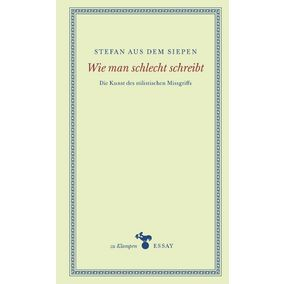 STEFAN AUS DEM SIEPEN
Wie man schlecht schreibt
Die Kunst des stilistischen Missgriffs
zu Klampen ESSAY